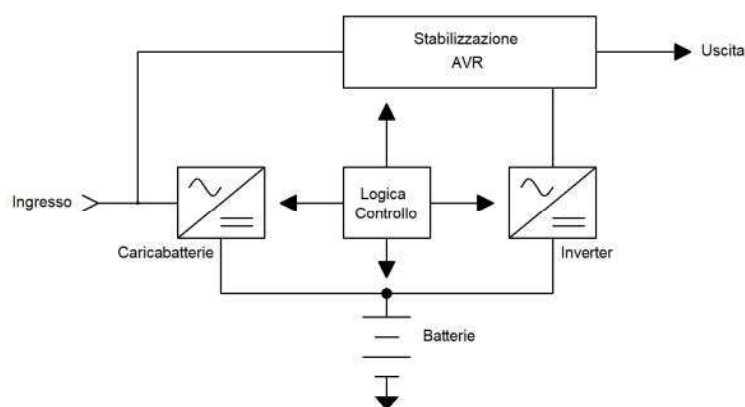 Stabilizzazione
AVR
Uscita
Ingresso
Logica
Controllo
Caricabatterie
Inverter
Batterie